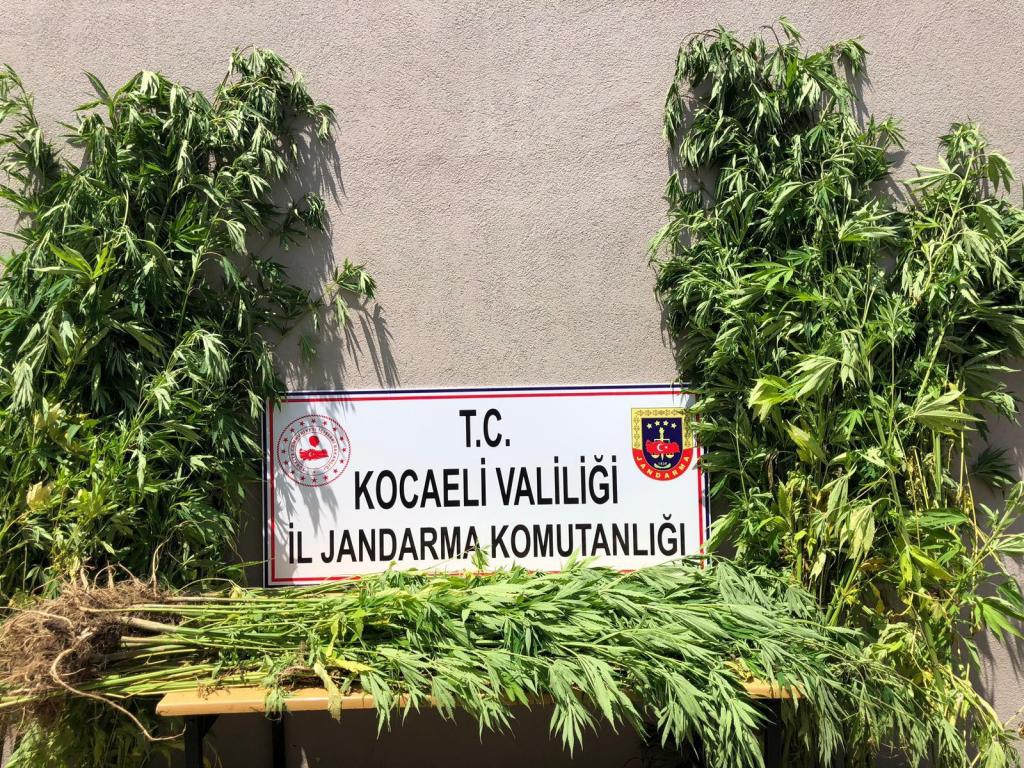 T.C.
KOCAELİ VALİLİĞİ
İL JANDARMA KOMUTANLIĞI
JANDARMA